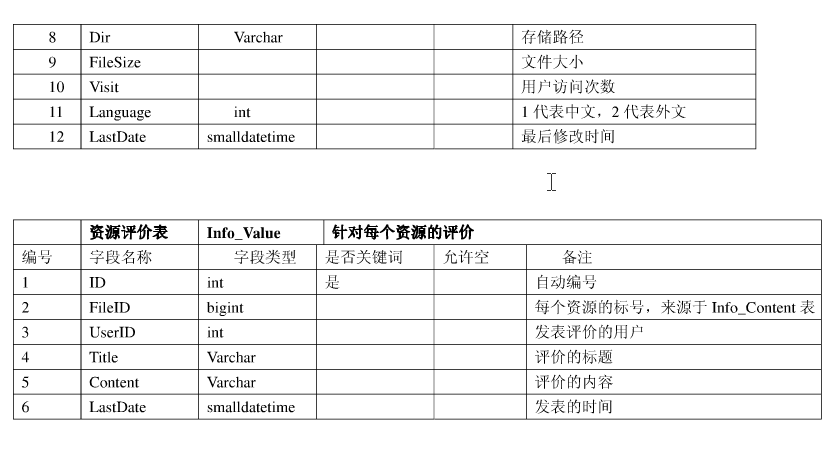 8 Dir Varchar 存储路径
9 FileSize 文件大小
10 Visit 用户访问次数
11 Language int 1 代表中文，2 代表外文
12 LastDate smalldatetime 最后修改时间
资源评价表 Info_Value 针对每个资源的评价
编号 字段名称 字段类型 是否关键词 允许空 备注
1 ID int 是 自动编号
2 FileID bigint 每个资源的标号，来源于 Info_Content 表
3 UserID int 发表评价的用户
4 Title Varchar 评价的标题
5 Content Varchar 评价的内容
6 LastDate smalldatetime 发表的时间